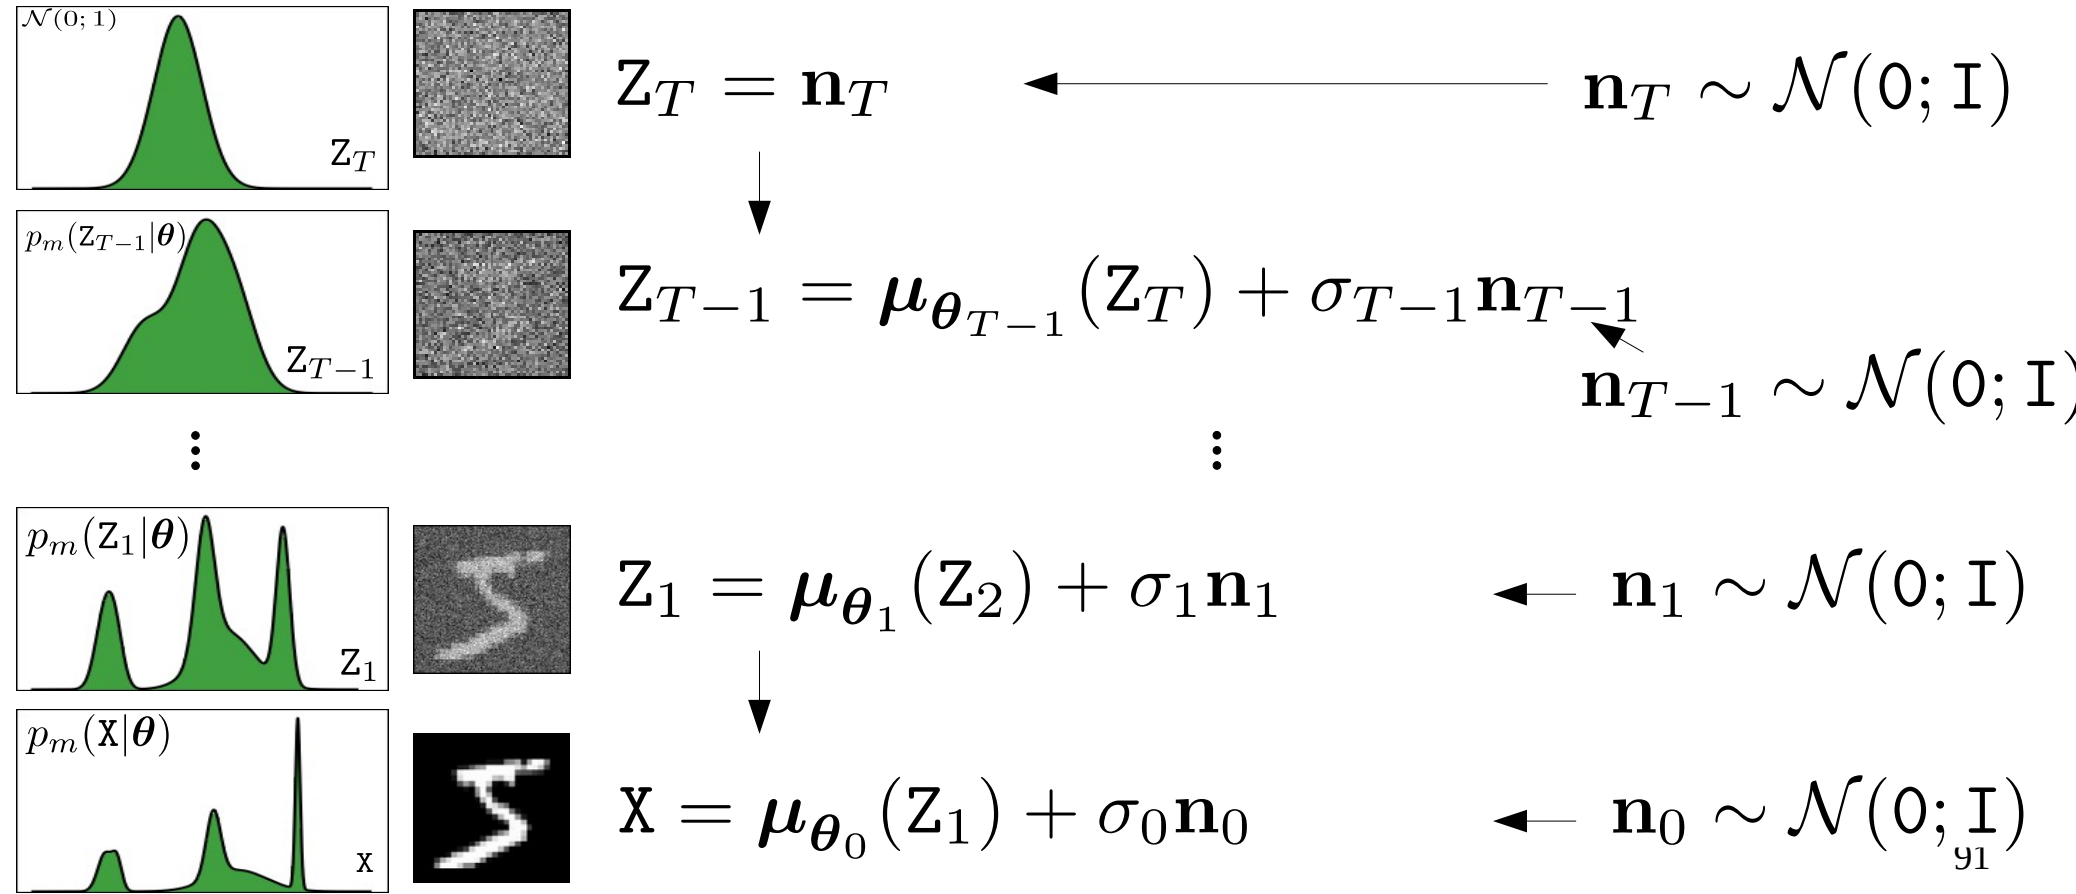 𝒩(0; 1)
Z_T
Z_T = n_T
n_T ∼ 𝒩(0; I)
p_m(Z_{T−1}|θ)
Z_{T−1}
Z_{T−1} = μ_{θ_{T−1}}(Z_T) + σ_{T−1}n_{T−1}
n_{T−1} ∼ 𝒩(0; I)
⋮
⋮
p_m(Z_1|θ)
Z_1
Z_1 = μ_{θ_1}(Z_2) + σ_1n_1
n_1 ∼ 𝒩(0; I)
p_m(X|θ)
X
X = μ_{θ_0}(Z_1) + σ_0n_0
n_0 ∼ 𝒩(0; I)
91